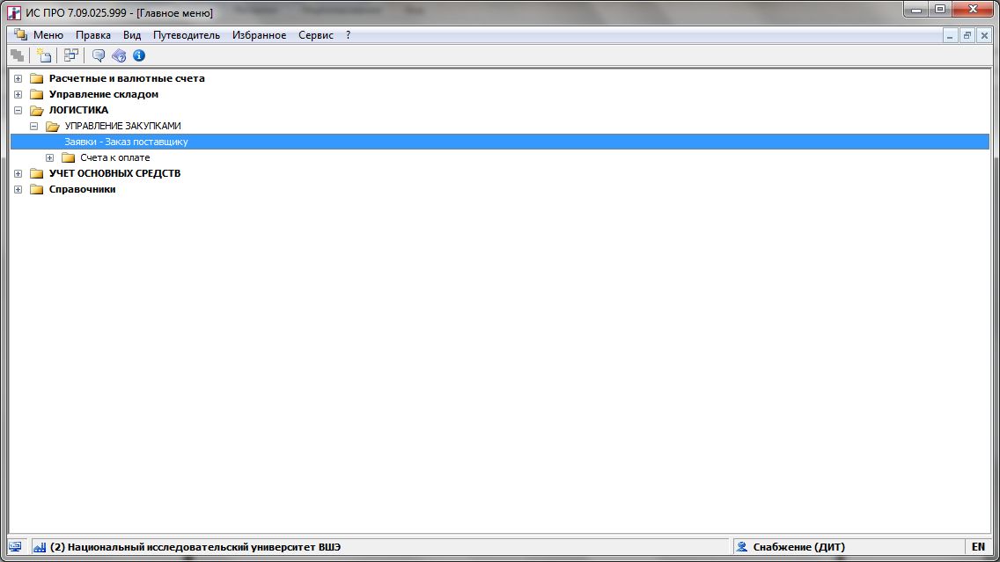 ИС ПРО 7.09.025.999 - [Главное меню]
Меню Правка Вид Путеводитель Избранное Сервис ?
Расчетные и валютные счета
Управление складом
ЛОГИСТИКА
УПРАВЛЕНИЕ ЗАКУПКАМИ
Заявки - Заказ поставщику
Счета к оплате
УЧЕТ ОСНОВНЫХ СРЕДСТВ
Справочники
(2) Национальный исследовательский университет ВШЭ Снабжение (ДИТ) EN